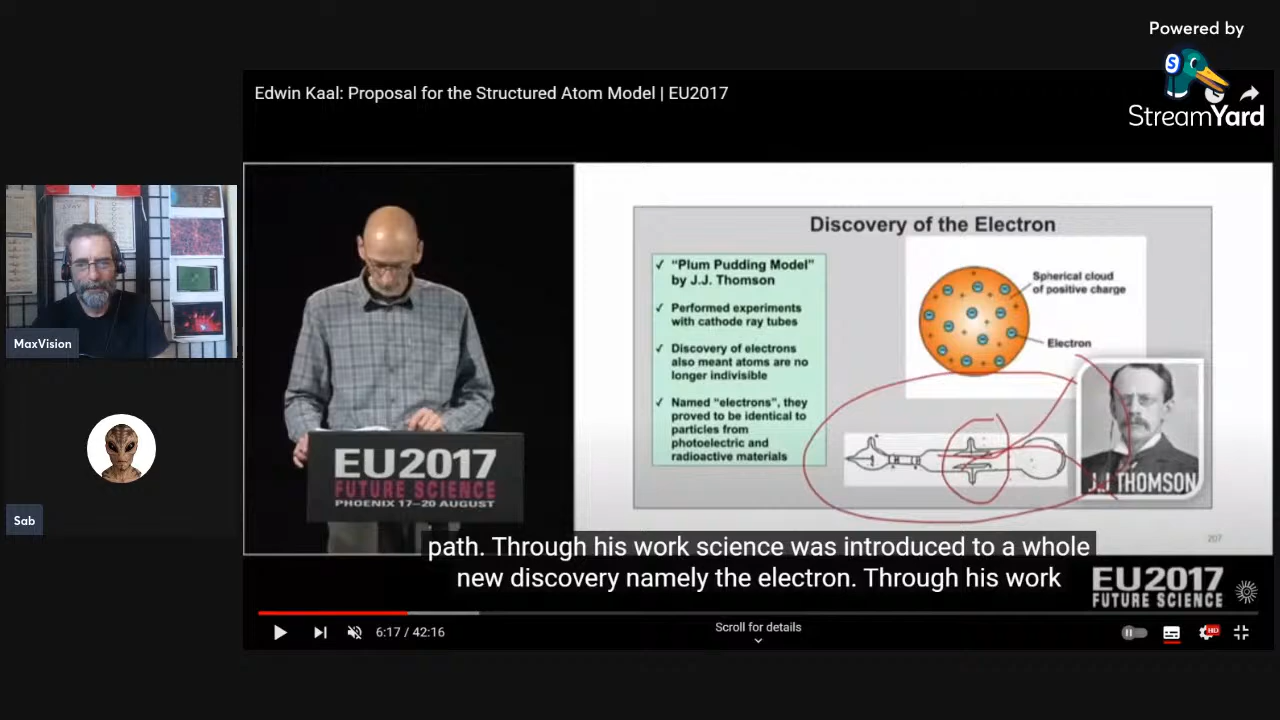 Powered by
StreamYard
Edwin Kaal: Proposal for the Structured Atom Model | EU2017
MaxVision
Sab
EU2017
FUTURE SCIENCE
PHOENIX 17–20 AUGUST
Discovery of the Electron
✓ “Plum Pudding Model”
by J.J. Thomson
✓ Performed experiments
with cathode ray tubes
✓ Discovery of electrons
also meant atoms are no
longer indivisible
✓ Named “electrons”, they
proved to be identical to
particles from
photoelectric and
radioactive materials
Spherical cloud
of positive charge
Electron
J.J THOMSON
207
path. Through his work science was introduced to a whole
new discovery namely the electron. Through his work
EU2017
FUTURE SCIENCE
6:17 / 42:16
Scroll for details
HD